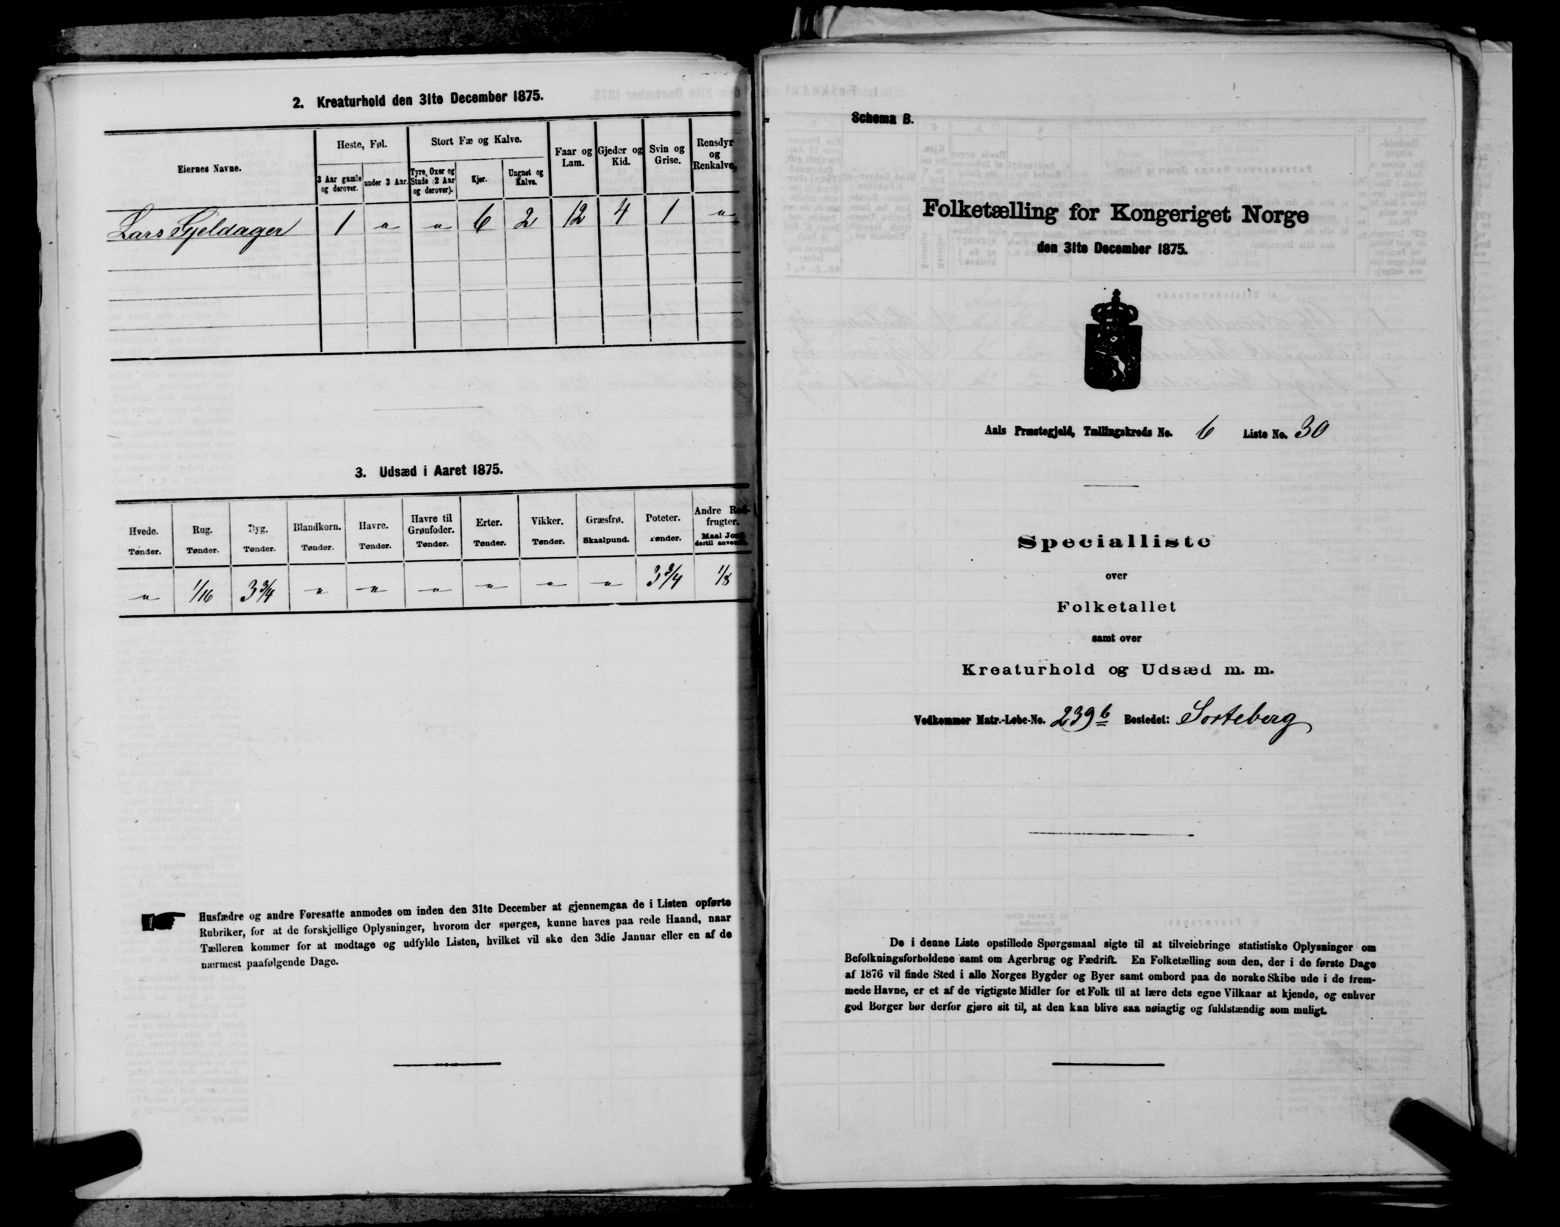 2. Kreaturhold den 31te December 1875.
Eiernes Navne.
Heste, Føl.
Stort Fæ og Kalve.
Faar og Lam.
Gjeder og Kid.
Svin og Grise.
Rensdyr og Renkalve.
3 Aar gamle og derover.
under 3 Aar.
Tyre, Oxer og Stude (2 Aar og derover).
Kjør.
Ungnøt og Kalve.
Lars Gjeldager 1 " " 6 2 12 4 1 "
3. Udsæd i Aaret 1875.
Hvede. Rug. Byg. Blandkorn. Havre. Havre til Grønfoder. Erter. Vikker. Græsfrø. Poteter. Andre Rodfrugter.
Tønder. Tønder. Tønder. Tønder. Tønder. Tønder. Tønder. Tønder. Skaalpund. Tønder. Maal Jord dertil anvendt.
" 1/16 3 3/4 " " " " " " 3 3/4 1/8
Husfædre og andre Foresatte anmodes om inden den 31te December at gjennemgaa de i Listen opførte
Rubriker, for at de forskjellige Oplysninger, hvorom der spørges, kunne haves paa rede Haand, naar
Tælleren kommer for at modtage og udfylde Listen, hvilket vil ske den 3die Januar eller en af de
nærmest paafølgende Dage.
Schema B.
Folketælling for Kongeriget Norge
den 31te December 1875.
Aals Præstegjeld, Tællingskreds No. 6 Liste No. 30
Specialliste
over
Folketallet
samt over
Kreaturhold og Udsæd m. m.
Vedkommer Matr.-Løbe-No. 239 b Bostedet: Sorteberg
De i denne Liste opstillede Spørgsmaal sigte til at tilveiebringe statistiske Oplysninger om
Befolkningsforholdene samt om Agerbrug og Fædrift. En Folketælling som den, der i de første Dage
af 1876 vil finde Sted i alle Norges Bygder og Byer samt ombord paa de norske Skibe ude i de frem-
mede Havne, er et af de vigtigste Midler for et Folk til at lære dets egne Vilkaar at kjende, og enhver
god Borger bør derfor gjøre sit til, at den kan blive saa nøiagtig og fuldstændig som muligt.